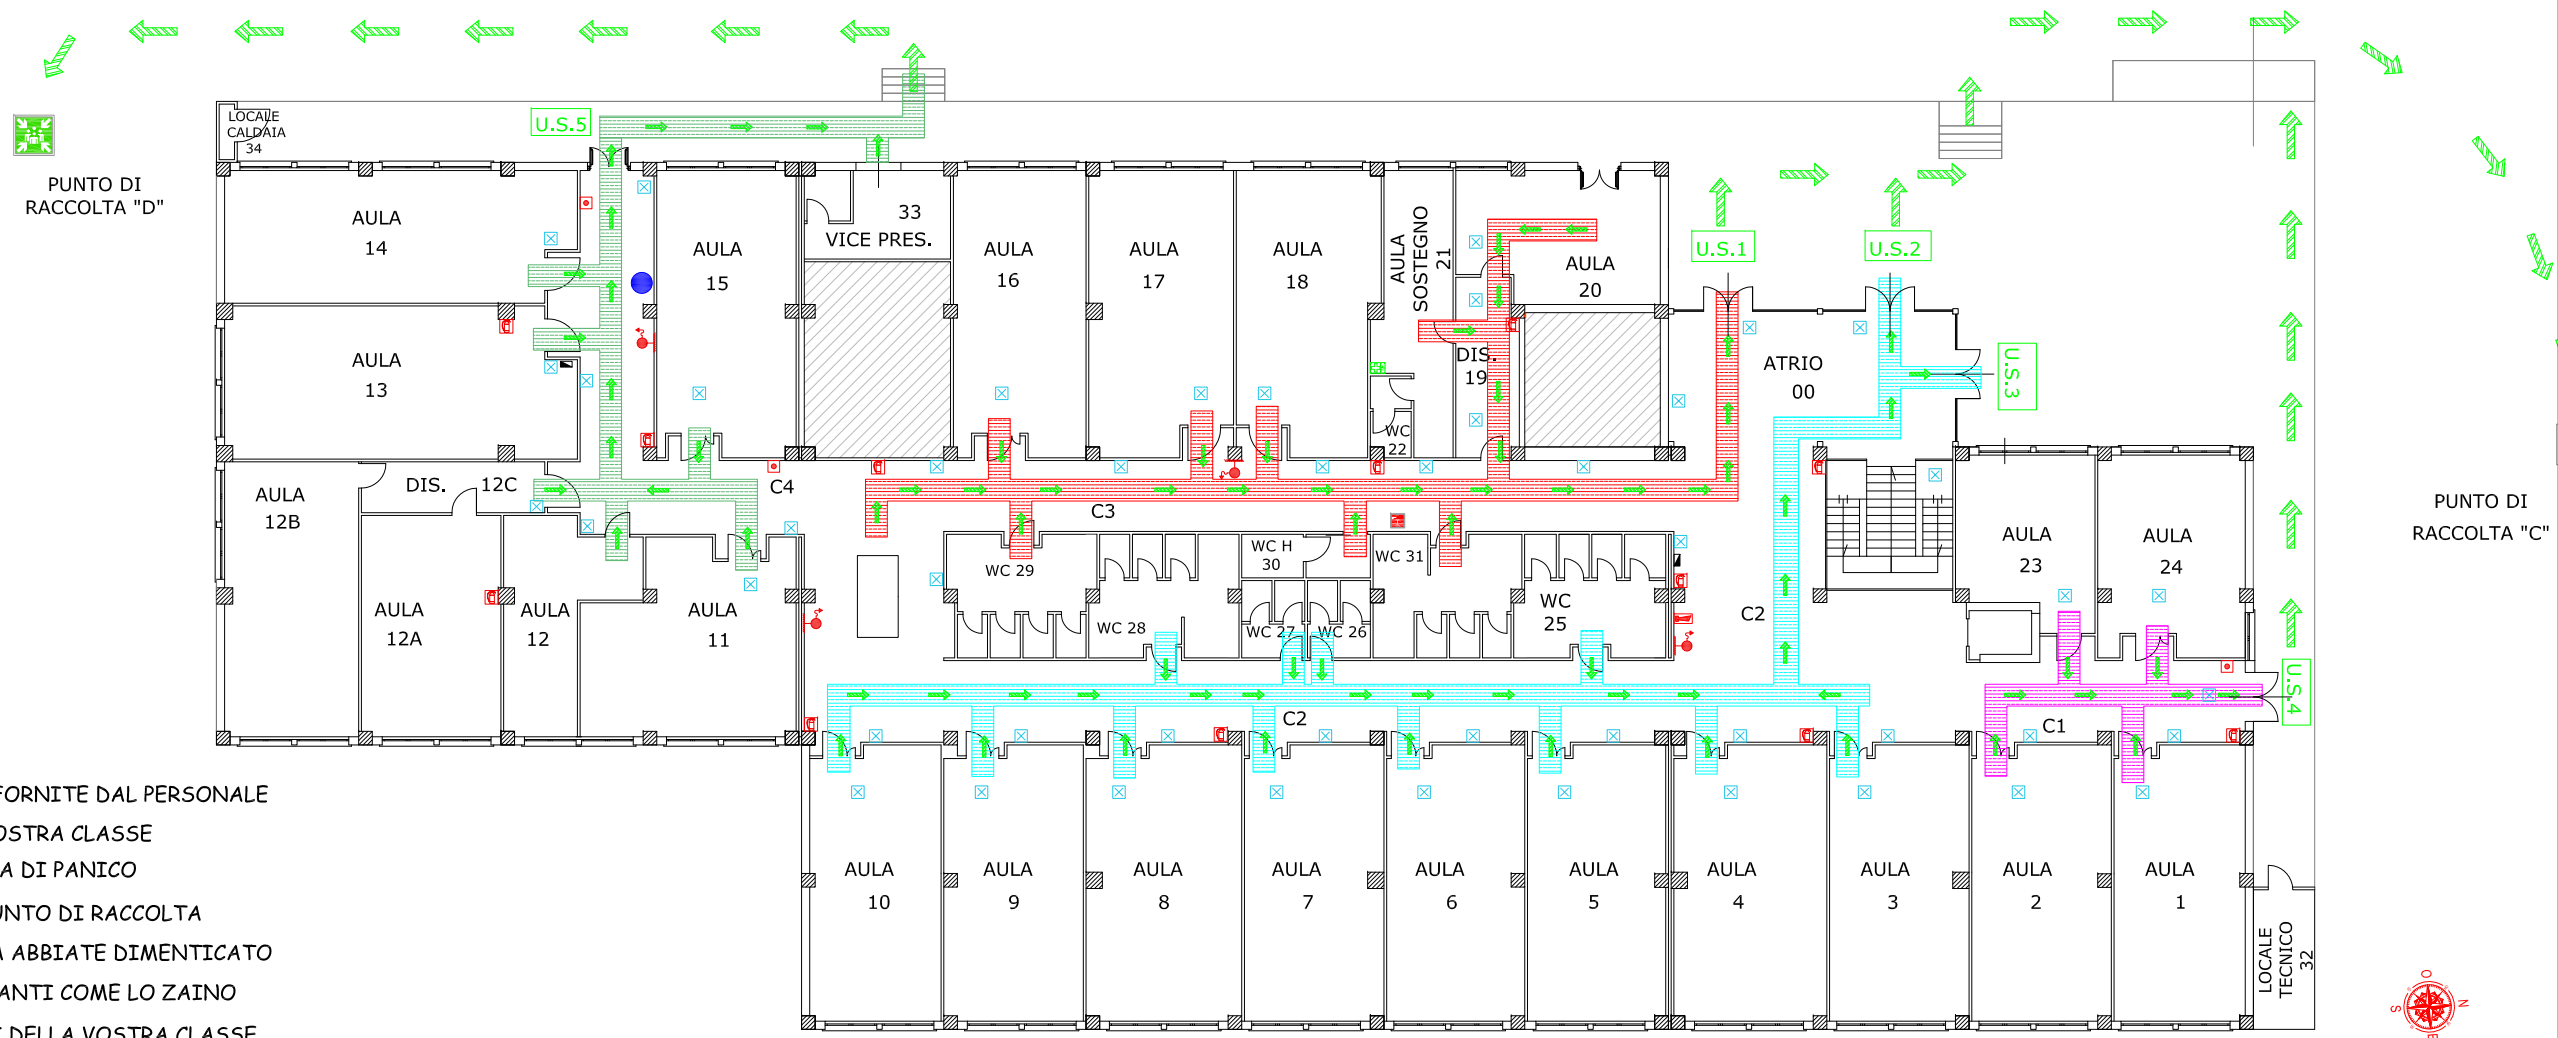 U.S.5
LOCALE
CALDAIA
34
PUNTO DI
RACCOLTA "D"
AULA
14
AULA
13
AULA
15
33
VICE PRES.
AULA
16
AULA
17
AULA
18
AULA
SOSTEGNO
21
AULA
20
DIS.
19
WC
22
U.S.1
U.S.2
U.S.3
ATRIO
00
AULA
12B
DIS.
12C
C4
C3
AULA
12A
AULA
12
AULA
11
WC 29
WC 28
WC H
30
WC 27
WC 26
WC 31
WC
25
C2
AULA
23
AULA
24
PUNTO DI
RACCOLTA "C"
U.S.4
C2
C1
AULA
10
AULA
9
AULA
8
AULA
7
AULA
6
AULA
5
AULA
4
AULA
3
AULA
2
AULA
1
LOCALE
TECNICO
32
FORNITE DAL PERSONALE
OSTRA CLASSE
A DI PANICO
UNTO DI RACCOLTA
A ABBIATE DIMENTICATO
ANTI COME LO ZAINO
E DELLA VOSTRA CLASSE
O
N
S
E